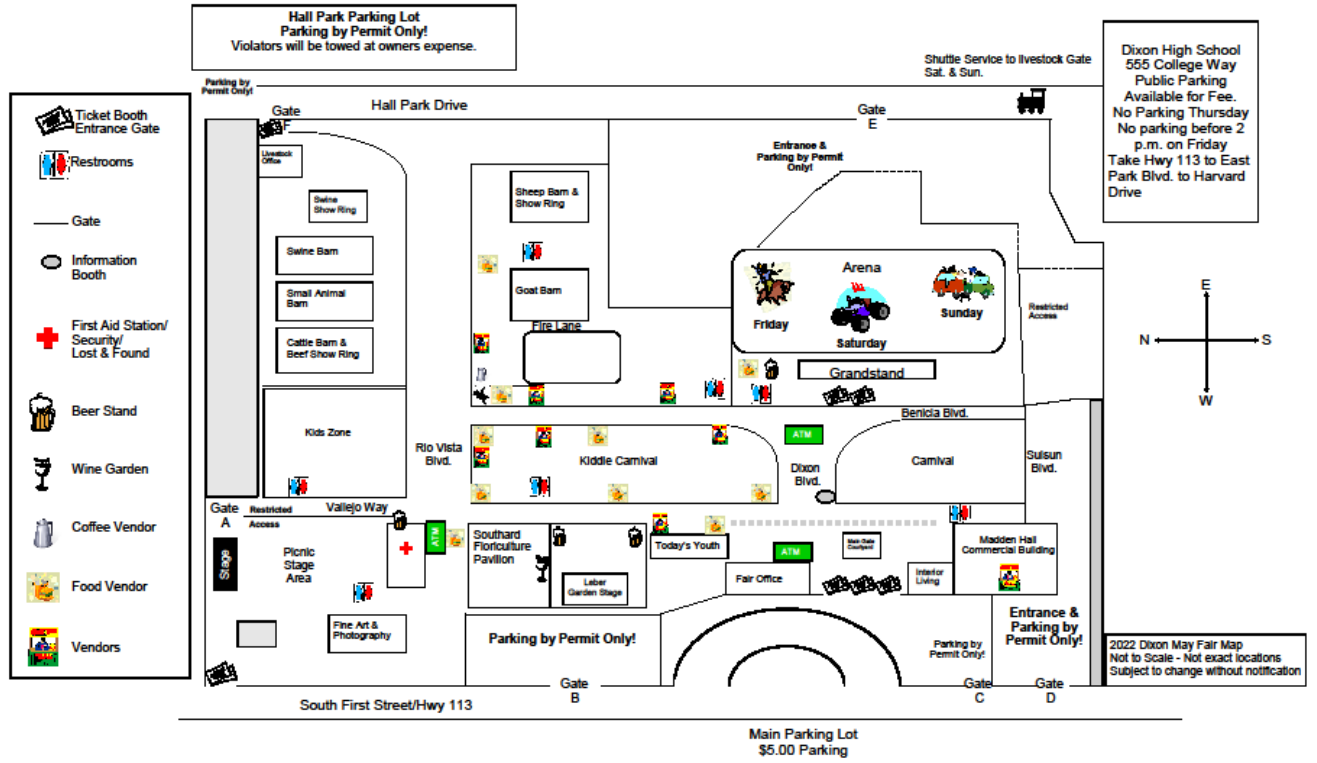 Hall Park Parking Lot
Parking by Permit Only!
Violators will be towed at owners expense.
Shuttle Service to livestock Gate
Sat. & Sun.
Dixon High School
555 College Way
Public Parking
Available for Fee.
No Parking Thursday
No parking before 2
p.m. on Friday
Take Hwy 113 to East
Park Blvd. to Harvard
Drive
Parking by
Permit Only!
Hall Park Drive
Gate
F
Gate
E
Ticket Booth
Entrance Gate
Restrooms
Gate
Information
Booth
First Aid Station/
Security/
Lost & Found
Beer Stand
Wine Garden
Coffee Vendor
Food Vendor
Vendors
Livestock
Office
Swine
Show Ring
Swine Barn
Small Animal
Barn
Cattle Barn &
Beef Show Ring
Kids Zone
Sheep Barn &
Show Ring
Goat Barn
Fire Lane
Entrance &
Parking by Permit
Only!
Arena
Friday
Saturday
Sunday
Grandstand
Restricted
Access
E
N
S
W
Benicia Blvd.
Rio Vista
Blvd.
Kiddie Carnival
ATM
Dixon
Blvd.
Carnival
Suisun
Blvd.
Gate
A
Restricted
Access
Vallejo Way
Stage
Picnic
Stage
Area
ATM
Southard
Floriculture
Pavilion
Leber
Garden Stage
Today's Youth
ATM
Main Gate
Courtyard
Madden Hall
Commercial Building
Fair Office
Interior
Living
Fine Art &
Photography
Parking by Permit Only!
Parking by
Permit Only!
Entrance &
Parking by
Permit Only!
2022 Dixon May Fair Map
Not to Scale - Not exact locations
Subject to change without notification
Gate
B
Gate
C
Gate
D
South First Street/Hwy 113
Main Parking Lot
$5.00 Parking